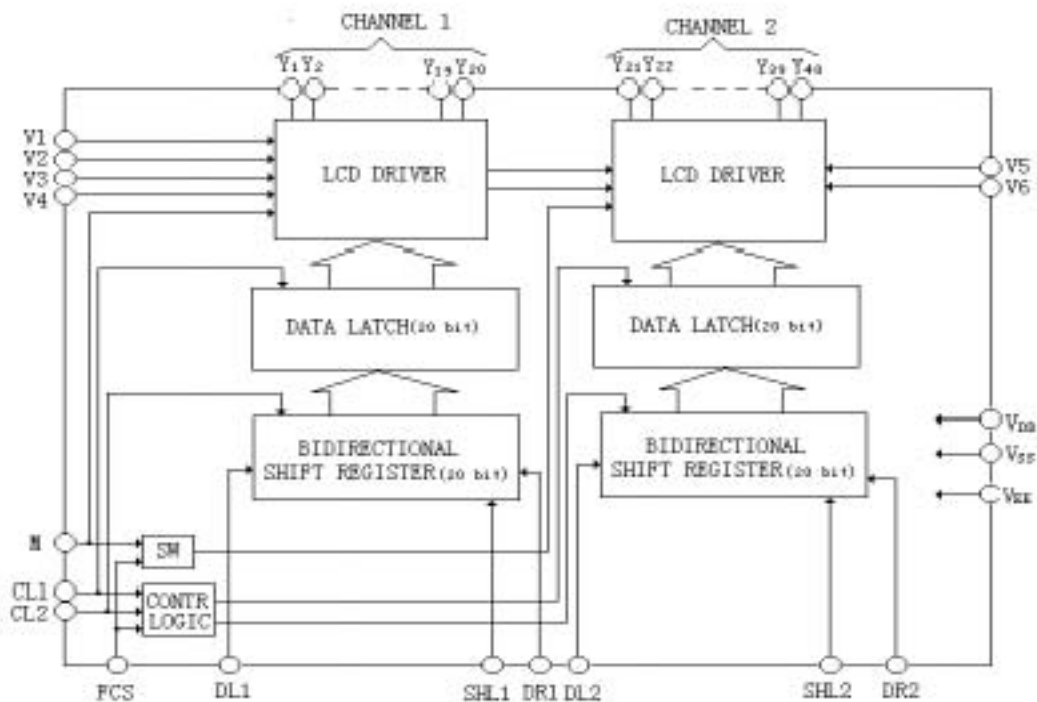 CHANNEL 1
CHANNEL 2
Y1 Y2 Y19 Y20
Y21 Y22 Y39 Y40
V1
V2
V3
V4
LCD DRIVER
LCD DRIVER
V5
V6
DATA LATCH(20 bit)
DATA LATCH(20 bit)
BIDIRECTIONAL
SHIFT REGISTER(20 bit)
BIDIRECTIONAL
SHIFT REGISTER(20 bit)
VDD
VSS
VEE
M
SW
CL1
CL2
CONTR
LOGIC
FCS
DL1
SHL1
DR1
DL2
SHL2
DR2